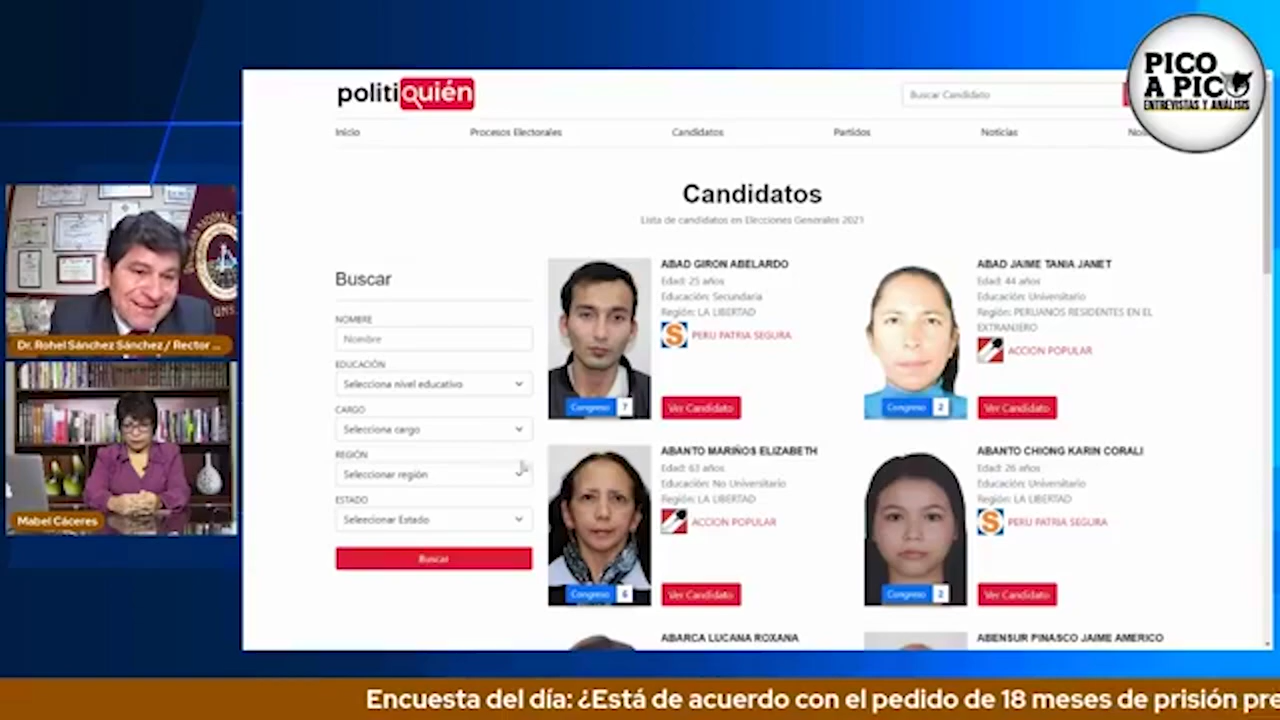 PICO
A PICO
ENTREVISTAS Y ANÁLISIS
politiquién
Buscar Candidato
Inicio
Procesos Electorales
Candidatos
Partidos
Noticias
Candidatos
Lista de candidatos en Elecciones Generales 2021
Buscar
NOMBRE
Nombre
EDUCACIÓN
Selecciona nivel educativo
CARGO
Selecciona cargo
REGIÓN
Seleccionar región
ESTADO
Seleecionar Estado
Buscar
ABAD GIRON ABELARDO
Edad: 25 años
Educación: Secundaria
Región: LA LIBERTAD
S PERU PATRIA SEGURA
Congreso 7
Ver Candidato
ABAD JAIME TANIA JANET
Edad: 44 años
Educación: Universitario
Región: PERUANOS RESIDENTES EN EL
EXTRANJERO
ACCION POPULAR
Congreso 2
Ver Candidato
ABANTO MARIÑOS ELIZABETH
Edad: 63 años
Educación: No Universitario
Región: LA LIBERTAD
ACCION POPULAR
Congreso 6
Ver Candidato
ABANTO CHIONG KARIN CORALI
Edad: 26 años
Educación: Universitario
Región: LA LIBERTAD
S PERU PATRIA SEGURA
Congreso 2
Ver Candidato
ABARCA LUCANA ROXANA
ABENSUR PINASCO JAIME AMERICO
Dr. Rohel Sánchez Sánchez / Rector ...
Mabel Cáceres
Encuesta del día: ¿Está de acuerdo con el pedido de 18 meses de prisión pre